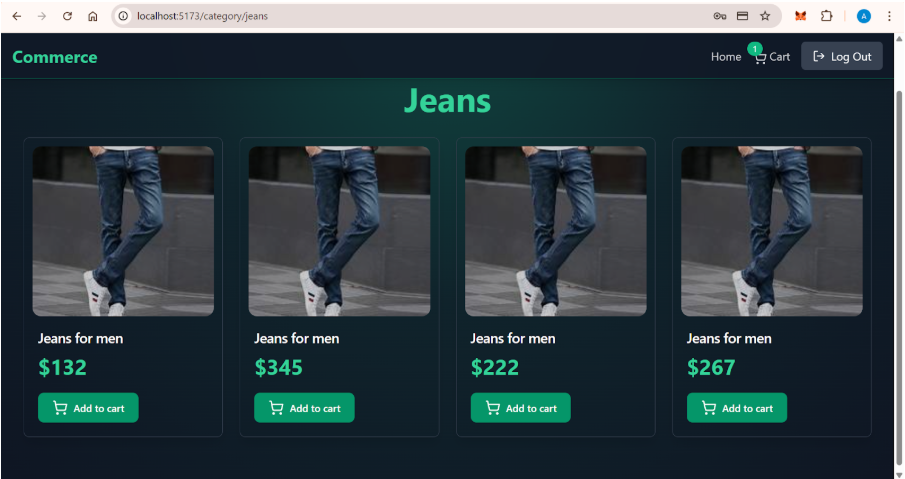 localhost:5173/category/jeans
A
Commerce
Home
1
Cart
Log Out
Jeans
Jeans for men
$132
Add to cart
Jeans for men
$345
Add to cart
Jeans for men
$222
Add to cart
Jeans for men
$267
Add to cart